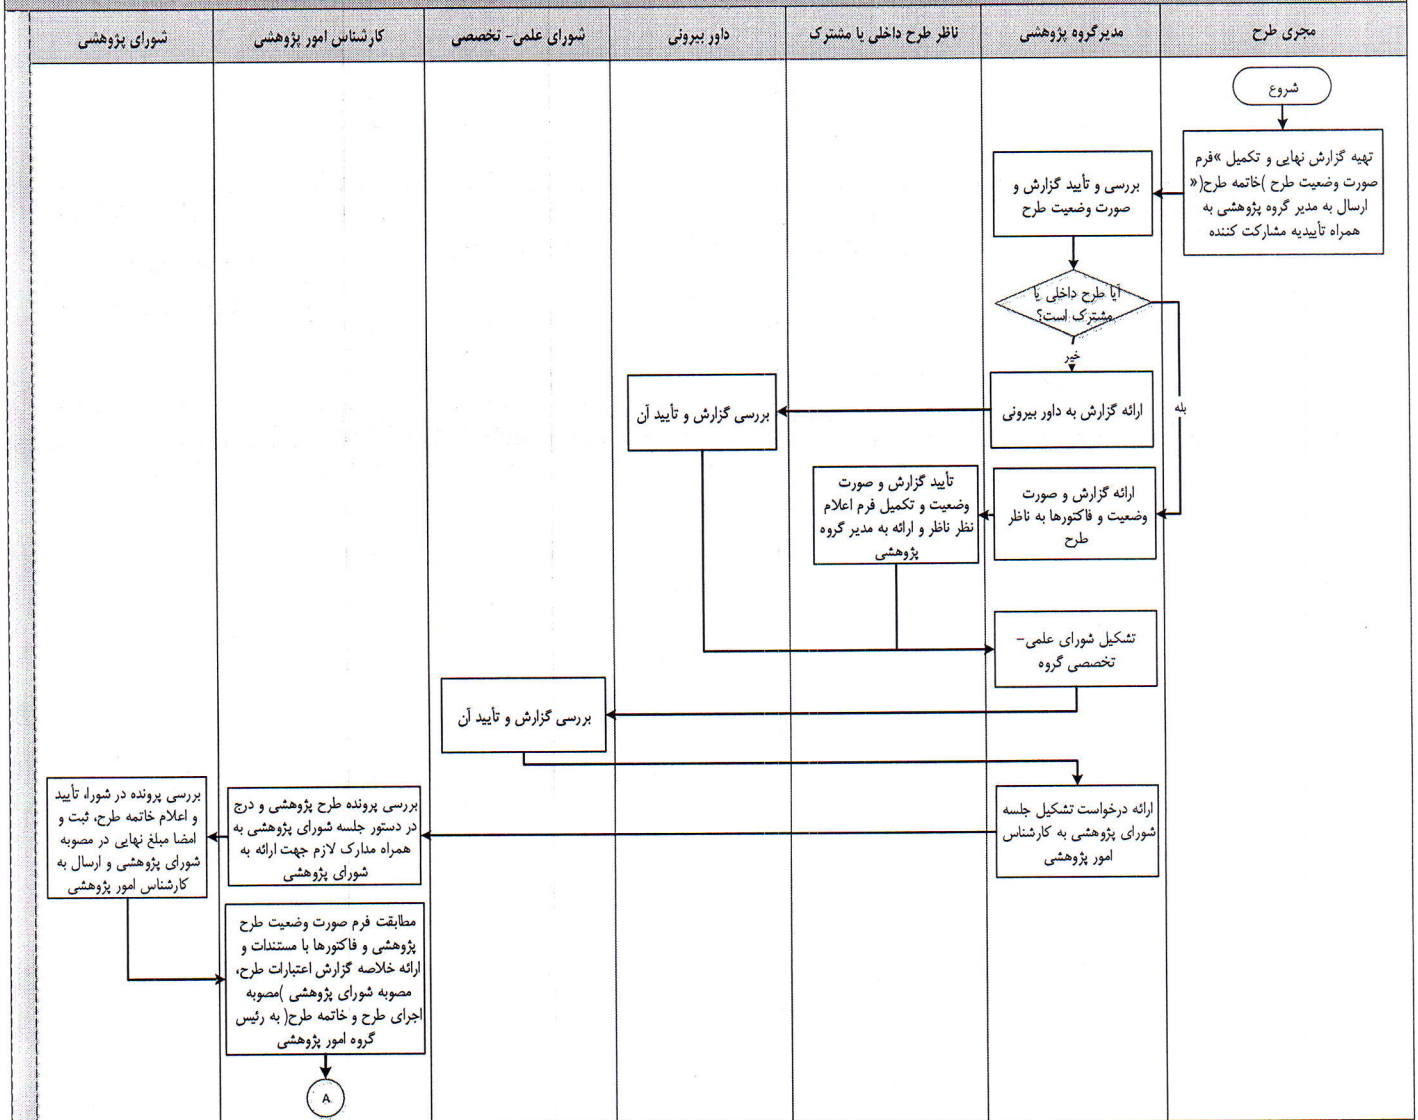 مجری طرح
مدیرگروه پژوهشی
ناظر طرح داخلی یا مشترک
داور بیرونی
شورای علمی- تخصصی
کارشناس امور پژوهشی
شورای پژوهشی
شروع
تهیه گزارش نهایی و تکمیل »فرم
صورت وضعیت طرح )خاتمه طرح(«
ارسال به مدیر گروه پژوهشی به
همراه تأییدیه مشارکت کننده
بررسی و تأیید گزارش و
صورت وضعیت طرح
آیا طرح داخلی یا
مشترک است؟
خیر
بله
ارائه گزارش به داور بیرونی
بررسی گزارش و تأیید آن
ارائه گزارش و صورت
وضعیت و فاکتورها به ناظر
طرح
تأیید گزارش و صورت
وضعیت و تکمیل فرم اعلام
نظر ناظر و ارائه به مدیر گروه
پژوهشی
تشکیل شورای علمی-
تخصصی گروه
بررسی گزارش و تأیید آن
ارائه درخواست تشکیل جلسه
شورای پژوهشی به کارشناس
امور پژوهشی
بررسی پرونده طرح پژوهشی و درج
در دستور جلسه شورای پژوهشی به
همراه مدارک لازم جهت ارائه به
شورای پژوهشی
بررسی پرونده در شورا، تأیید
و اعلام خاتمه طرح، ثبت و
امضا مبلغ نهایی در مصوبه
شورای پژوهشی و ارسال به
کارشناس امور پژوهشی
مطابقت فرم صورت وضعیت طرح
پژوهشی و فاکتورها با مستندات و
ارائه خلاصه گزارش اعتبارات طرح،
مصوبه شورای پژوهشی )مصوبه
اجرای طرح و خاتمه طرح( به رئیس
گروه امور پژوهشی
A